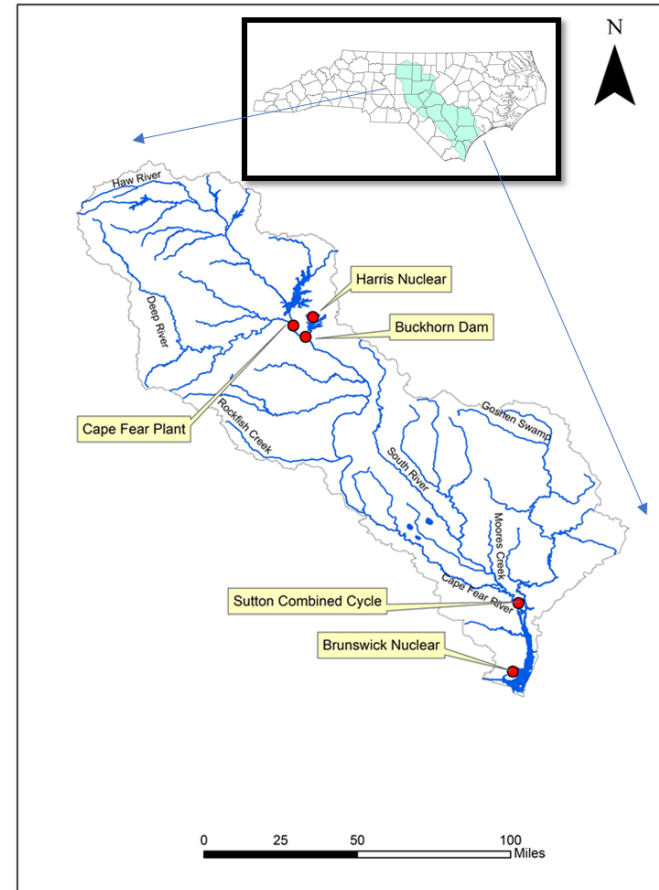 N
Haw River
Harris Nuclear
Deep River
Buckhorn Dam
Cape Fear Plant
Rockfish Creek
Goshen Swamp
South River
Moores Creek
Cape Fear River
Sutton Combined Cycle
Brunswick Nuclear
0 25 50 100
Miles